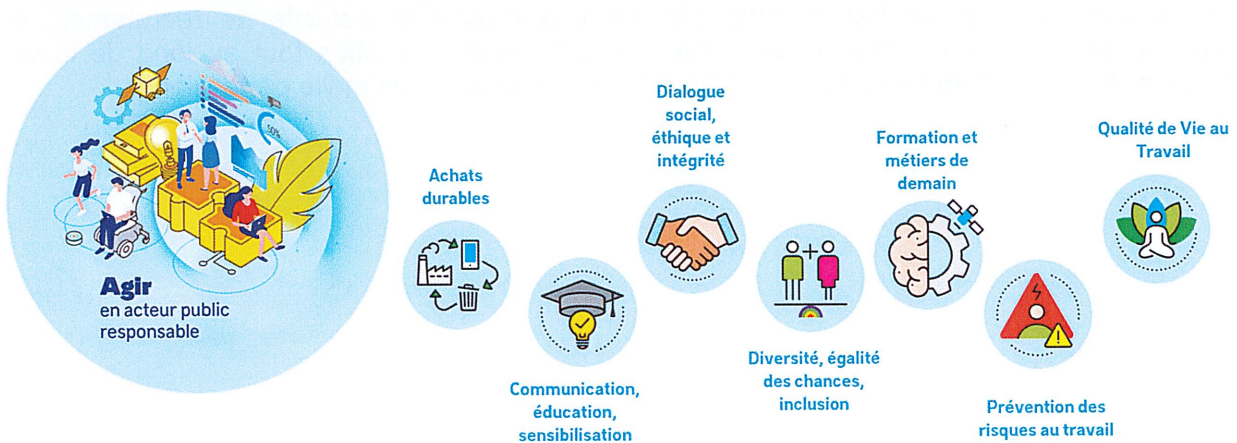 50%
Agir
en acteur public
responsable
Achats
durables
Communication,
éducation,
sensibilisation
Dialogue
social,
éthique et
intégrité
Diversité, égalité
des chances,
inclusion
Formation et
métiers de
demain
Prévention des
risques au travail
Qualité de Vie au
Travail